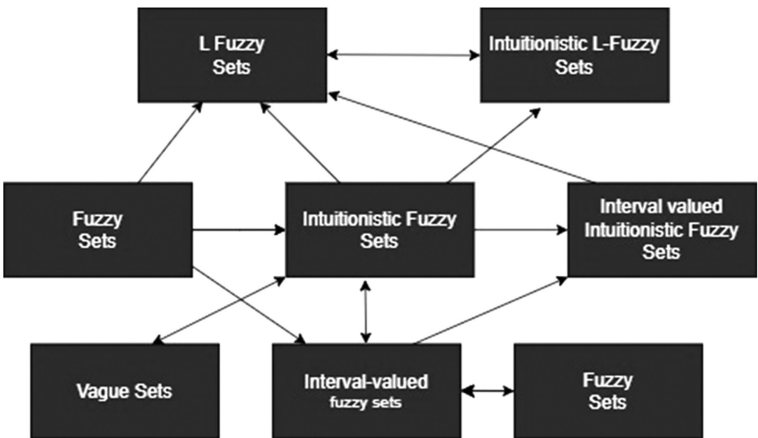 L Fuzzy
Sets
Intuitionistic L-Fuzzy
Sets
Fuzzy
Sets
Intuitionistic Fuzzy
Sets
Interval valued
Intuitionistic Fuzzy
Sets
Vague Sets
Interval-valued
fuzzy sets
Fuzzy
Sets